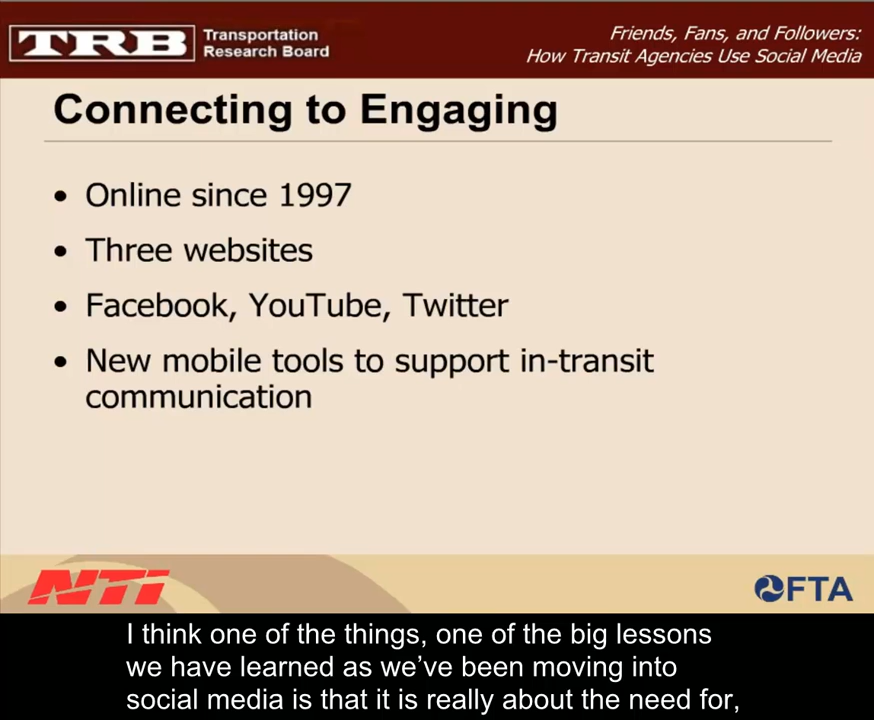 TRB Transportation
Research Board
Friends, Fans, and Followers:
How Transit Agencies Use Social Media
Connecting to Engaging
• Online since 1997
• Three websites
• Facebook, YouTube, Twitter
• New mobile tools to support in-transit
communication
NTI
FTA
I think one of the things, one of the big lessons
we have learned as we’ve been moving into
social media is that it is really about the need for,